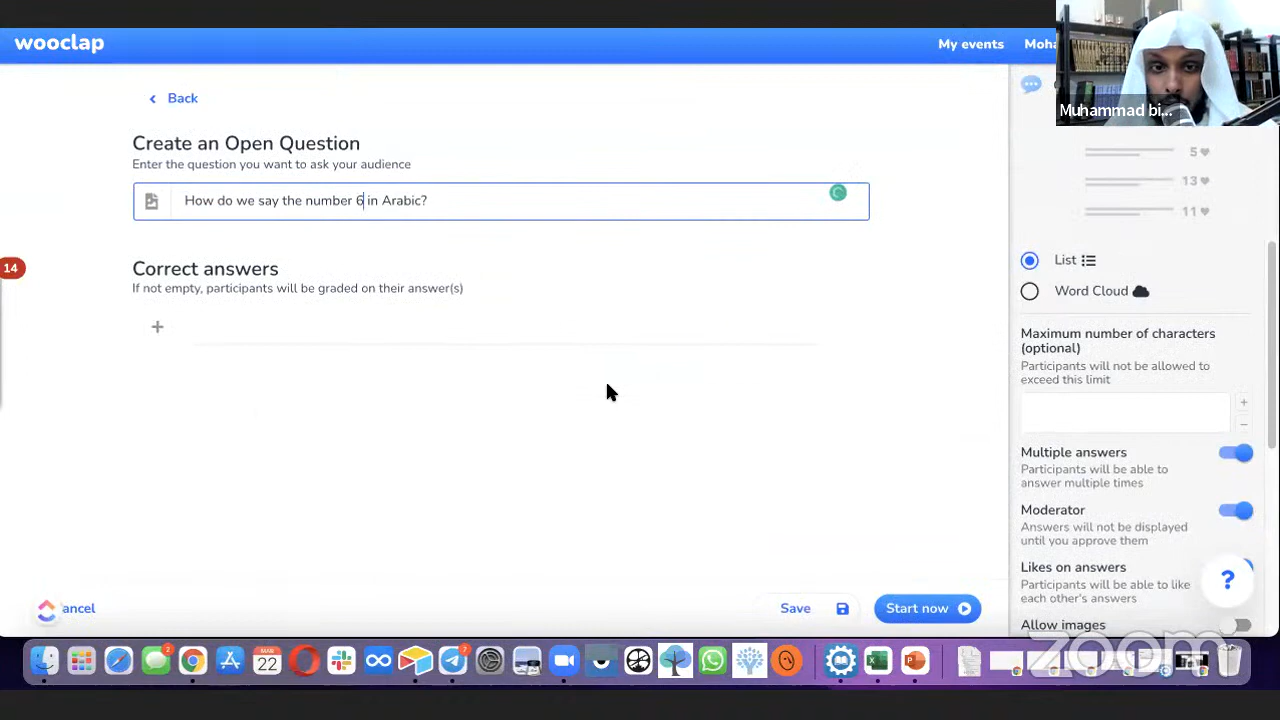 wooclap
My events
Moha
Muhammad bi...
Back
Create an Open Question
Enter the question you want to ask your audience
How do we say the number 6 in Arabic?
Correct answers
If not empty, participants will be graded on their answer(s)
+
14
5
13
11
List
Word Cloud
Maximum number of characters
(optional)
Participants will not be allowed to
exceed this limit
+
−
Multiple answers
Participants will be able to
answer multiple times
Moderator
Answers will not be displayed
until you approve them
Likes on answers
Participants will be able to like
each other's answers
Allow images
?
ancel
Save
Start now
MAR
22
2
7
zoom